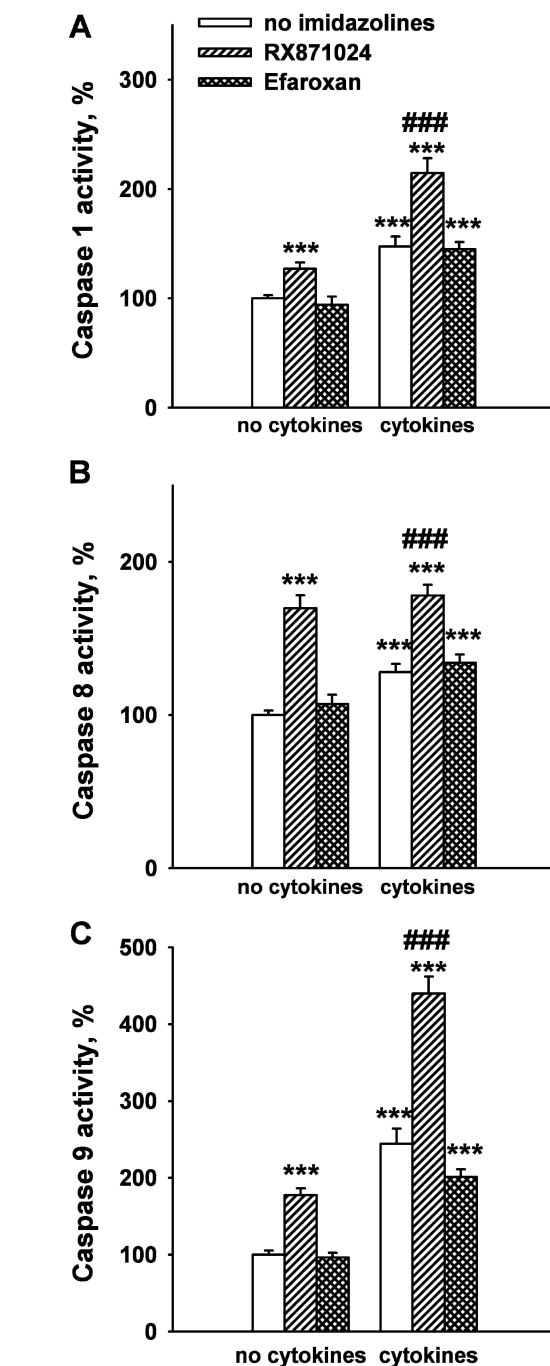 A
no imidazolines
RX871024
Efaroxan
Caspase 1 activity, %
300
200
100
0
###
***
***
***
***
no cytokines cytokines
B
Caspase 8 activity, %
200
100
0
###
***
***
***
***
no cytokines cytokines
C
Caspase 9 activity, %
500
400
300
200
100
0
###
***
***
***
***
no cytokines cytokines